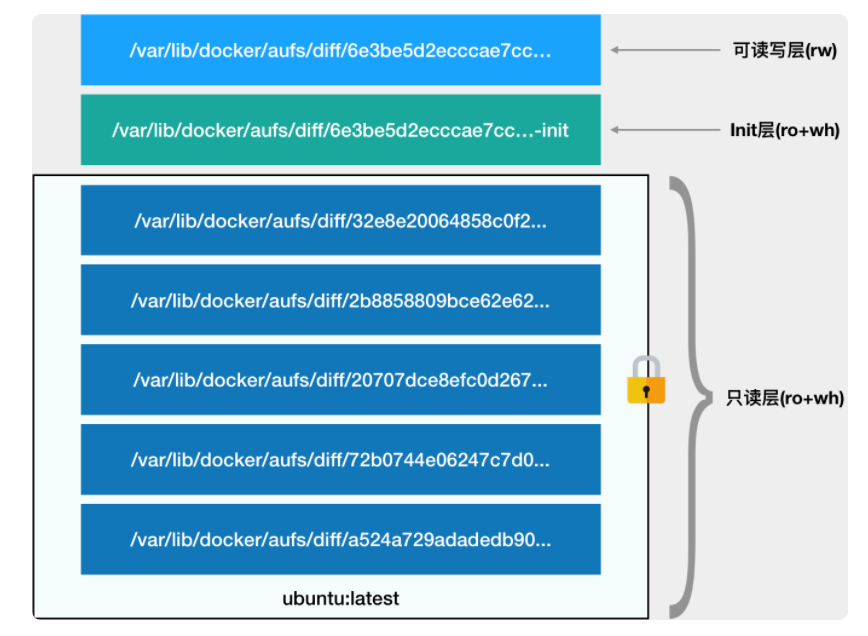 /var/lib/docker/aufs/diff/6e3be5d2ecccae7cc...
可读写层(rw)
/var/lib/docker/aufs/diff/6e3be5d2ecccae7cc...-init
Init层(ro+wh)
/var/lib/docker/aufs/diff/32e8e20064858c0f2...
/var/lib/docker/aufs/diff/2b8858809bce62e62...
/var/lib/docker/aufs/diff/20707dce8efc0d267...
只读层(ro+wh)
/var/lib/docker/aufs/diff/72b0744e06247c7d0...
/var/lib/docker/aufs/diff/a524a729adadedb90...
ubuntu:latest